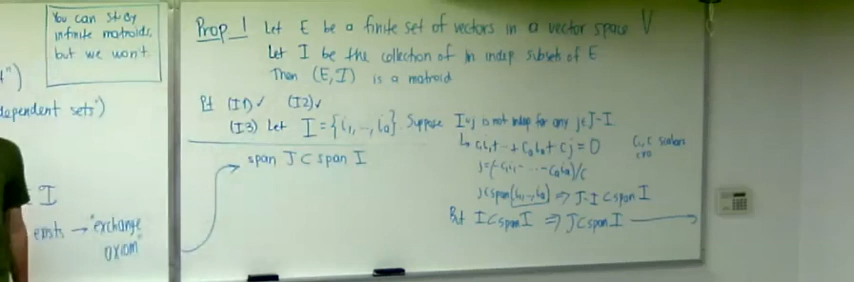 You can study
infinite matroids,
but we won't.
dependent sets")
I
exists → "exchange
axiom"
Prop 1 Let E be a finite set of vectors in a vector space V
Let I be the collection of lin indep subsets of E
Then (E, I) is a matroid
Pf (I1) ✓ (I2) ✓
(I3) Let I = {i₁, ..., iₐ}. Suppose I∪j is not indep for any j∈J-I
↳ c₁i₁+...+cₐiₐ+cj=0 cᵢ, c scalars
c≠0
j=(-c₁i₁-...-cₐiₐ)/c
j∈span(i₁,...,iₐ) ⇒ J-I⊂span I
But I⊂span I ⇒ J⊂span I
span J ⊂ span I